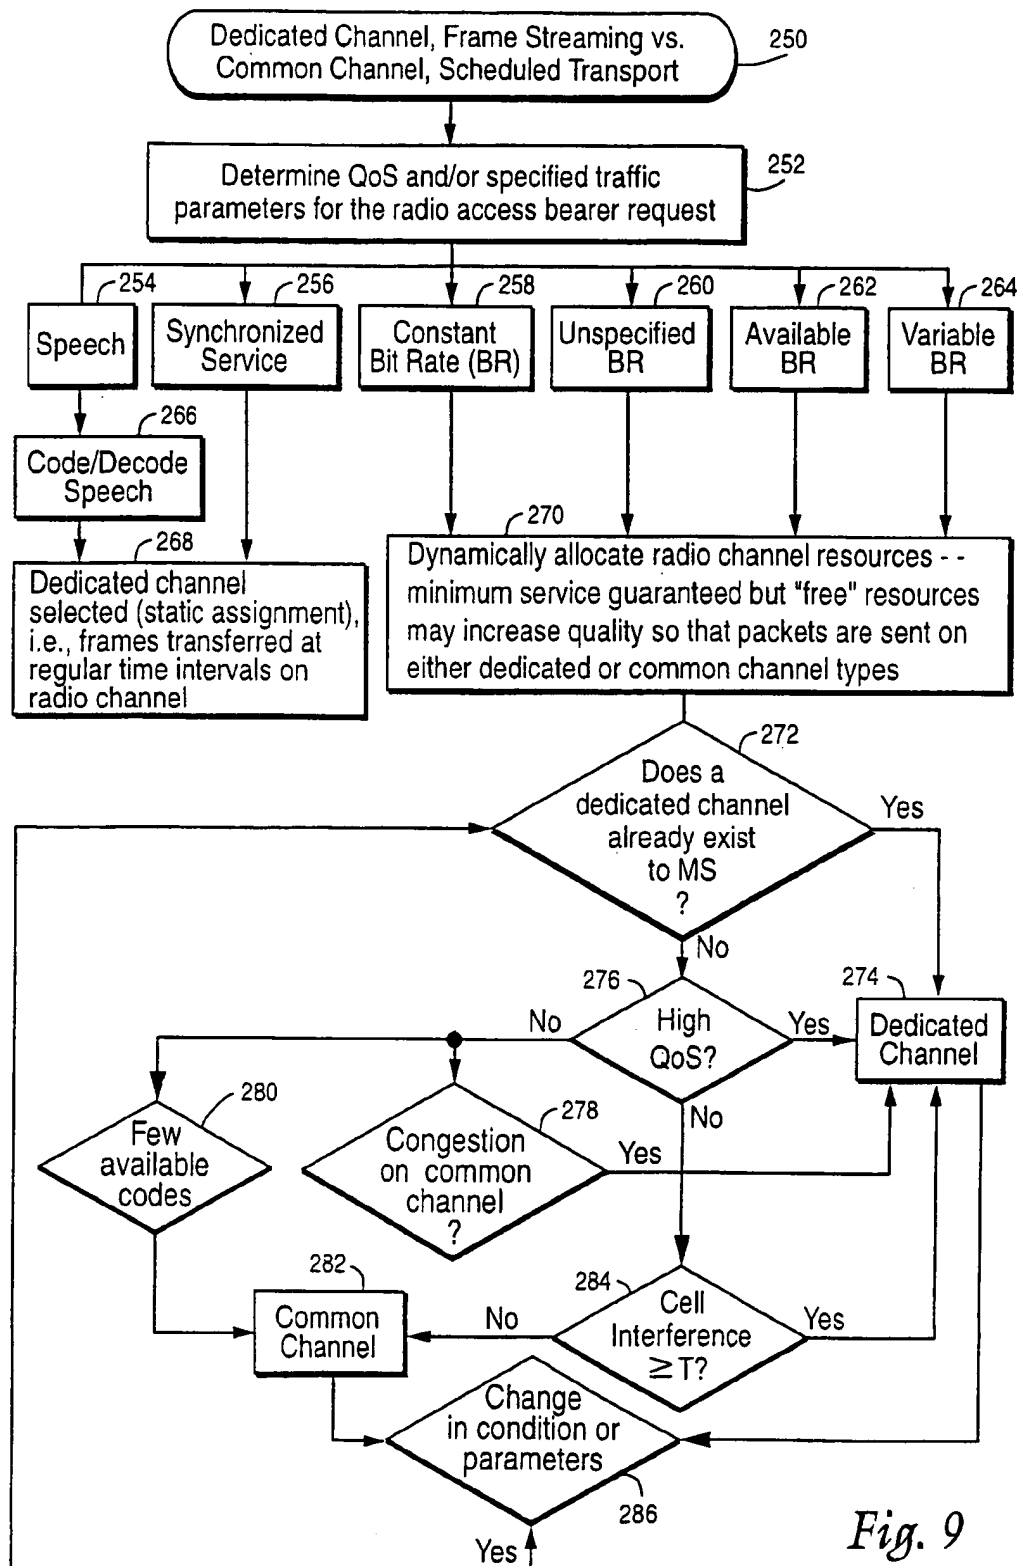 Dedicated Channel, Frame Streaming vs.
Common Channel, Scheduled Transport
250
Determine QoS and/or specified traffic
parameters for the radio access bearer request
252
254
256
258
260
262
264
Speech
Synchronized
Service
Constant
Bit Rate (BR)
Unspecified
BR
Available
BR
Variable
BR
266
Code/Decode
Speech
268
Dedicated channel
selected (static assignment),
i.e., frames transferred at
regular time intervals on
radio channel
270
Dynamically allocate radio channel resources - -
minimum service guaranteed but "free" resources
may increase quality so that packets are sent on
either dedicated or common channel types
272
Does a
dedicated channel
already exist
to MS
?
Yes
No
276
High
QoS?
No
Yes
No
274
Dedicated
Channel
280
Few
available
codes
278
Congestion
on common
channel
?
Yes
282
Common
Channel
284
Cell
Interference
≧T?
No
Yes
Change
in condition or
parameters
286
Yes
Fig. 9